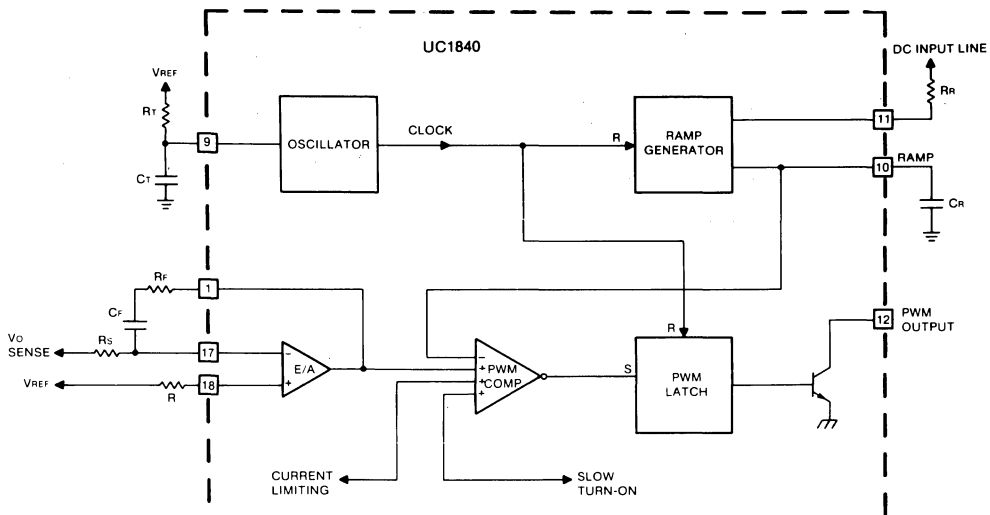 UC1840
DC INPUT LINE
VREF
RR
RT
11
9
OSCILLATOR
CLOCK
R
RAMP
GENERATOR
10
RAMP
CT
CR
RF
1
CF
R
12
PWM
OUTPUT
VO
SENSE
RS
17
−
E/A
+
−
+
PWM
+
COMP
+
S
PWM
LATCH
VREF
R
18
CURRENT
LIMITING
SLOW
TURN-ON